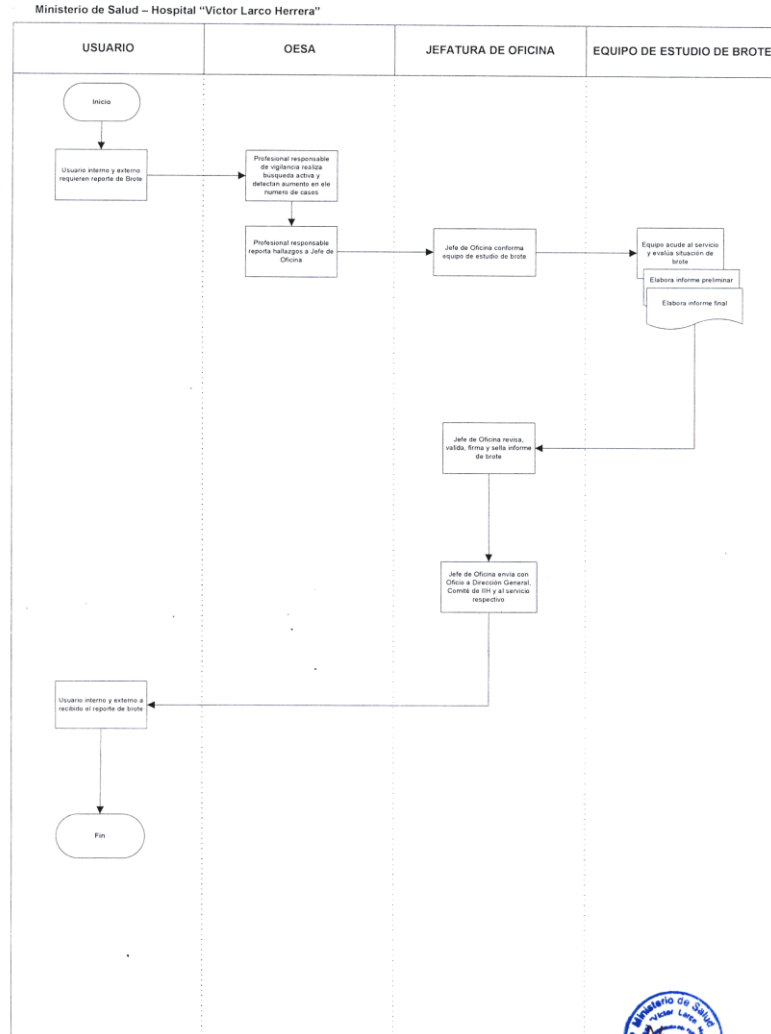 Ministerio de Salud – Hospital “Victor Larco Herrera”
USUARIO
OESA
JEFATURA DE OFICINA
EQUIPO DE ESTUDIO DE BROTE
Inicio
Usuario interno y externo
requieren reporte de Brote
Profesional responsable
de vigilancia realiza
búsqueda activa y
detectan aumento en ele
numero de casos
Profesional responsable
reporta hallazgos a Jefe de
Oficina
Jefe de Oficina conforma
equipo de estudio de brote
Equipo acude al servicio
y evalúa situación de
brote
Elabora informe preliminar
Elabora informe final
Jefe de Oficina revisa,
valida, firma y sella informe
de brote
Jefe de Oficina envia con
Oficio a Dirección General,
Comité de IIH y al servicio
respectivo
Usuario interno y externo a
recibido el reporte de brote
Fin
Ministerio de Salud
"Victor Larco